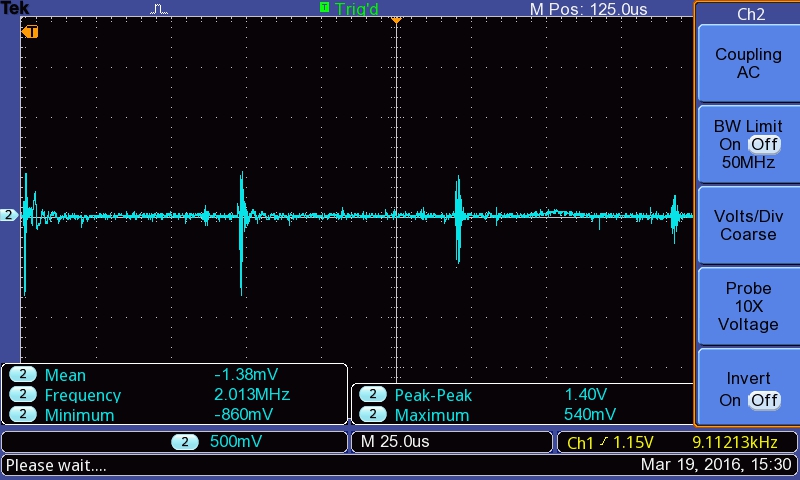 Tek
T Trig'd
M Pos: 125.0us
Ch2
T
Coupling
AC
BW Limit
On Off
50MHz
2
Volts/Div
Coarse
Probe
10X
Voltage
2 Mean -1.38mV
2 Frequency 2.013MHz
2 Minimum -860mV
2 Peak-Peak 1.40V
2 Maximum 540mV
Invert
On Off
2 500mV
M 25.0us
Ch1 1.15V 9.11213kHz
Please wait....
Mar 19, 2016, 15:30